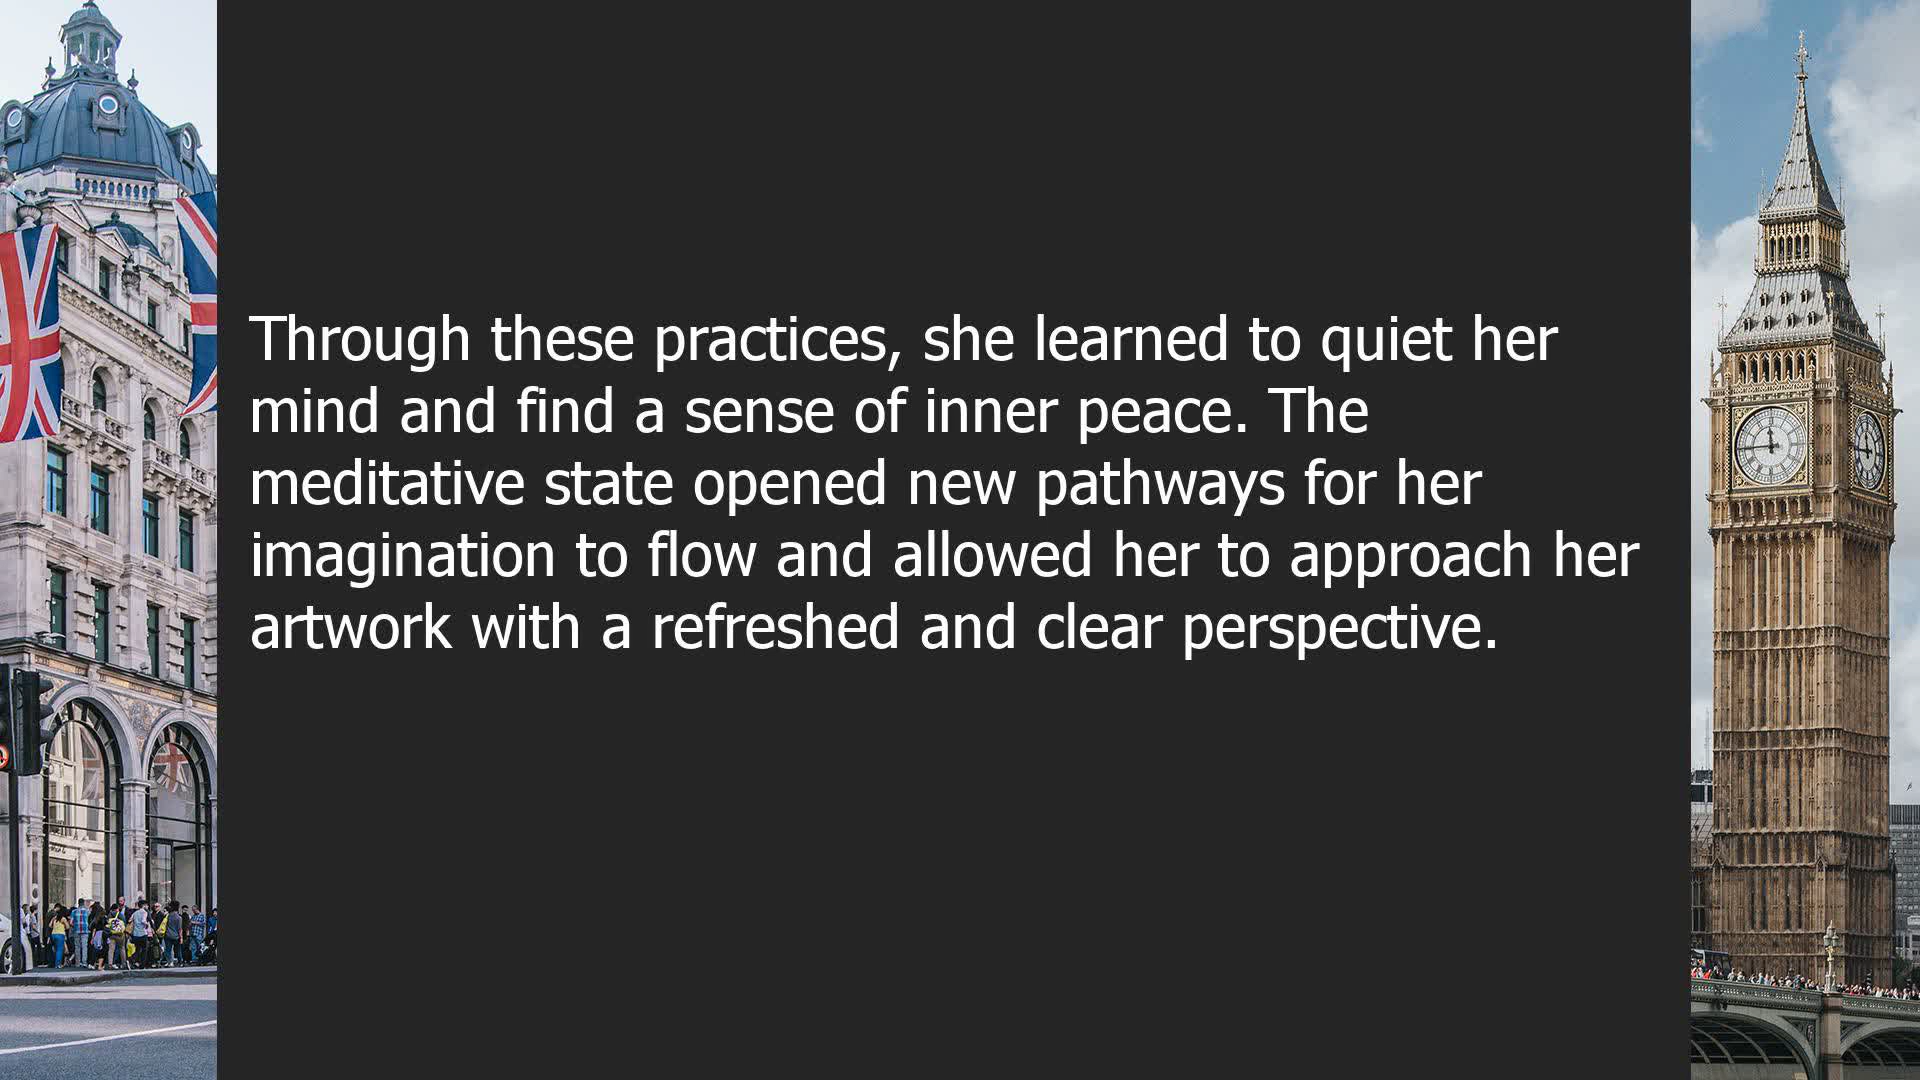 Through these practices, she learned to quiet her
mind and find a sense of inner peace. The
meditative state opened new pathways for her
imagination to flow and allowed her to approach her
artwork with a refreshed and clear perspective.